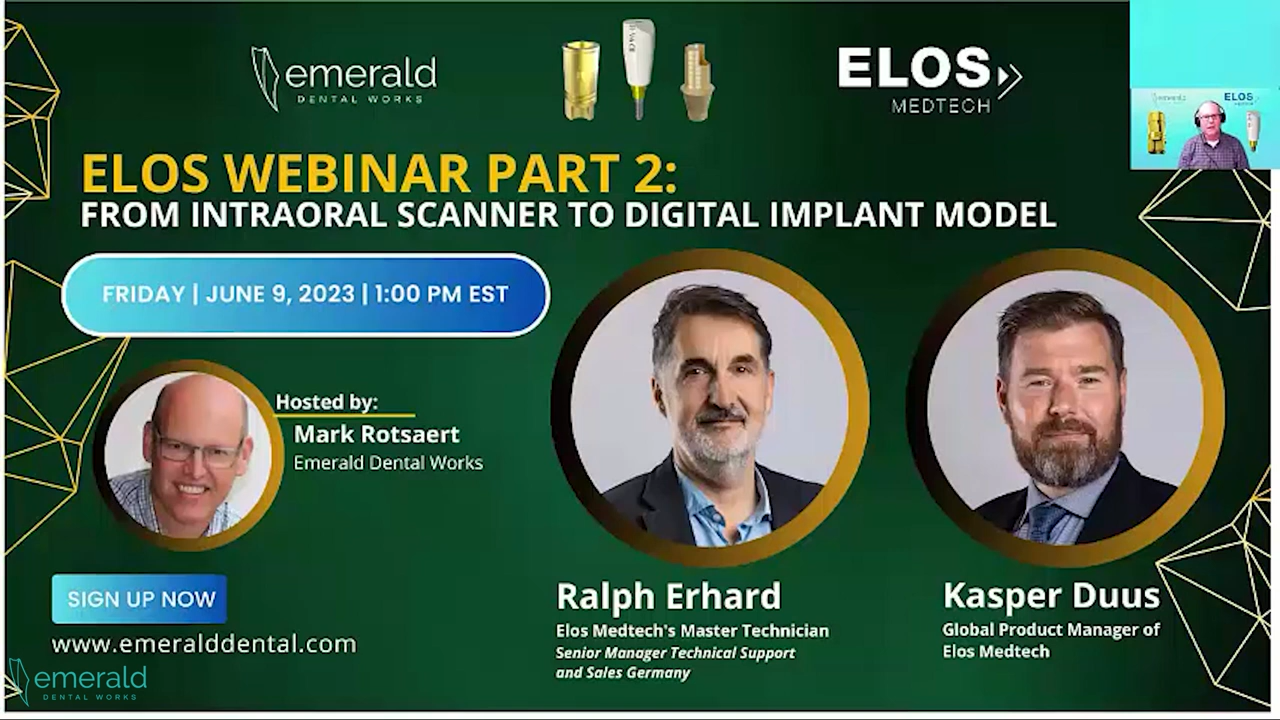 emerald
DENTAL WORKS
ELOS
MEDTECH
ELOS WEBINAR PART 2:
FROM INTRAORAL SCANNER TO DIGITAL IMPLANT MODEL
FRIDAY | JUNE 9, 2023 | 1:00 PM EST
Hosted by:
Mark Rotsaert
Emerald Dental Works
SIGN UP NOW
www.emeralddental.com
Ralph Erhard
Elos Medtech's Master Technician
Senior Manager Technical Support
and Sales Germany
Kasper Duus
Global Product Manager of
Elos Medtech
emerald
DENTAL WORKS
emerald
ELOS